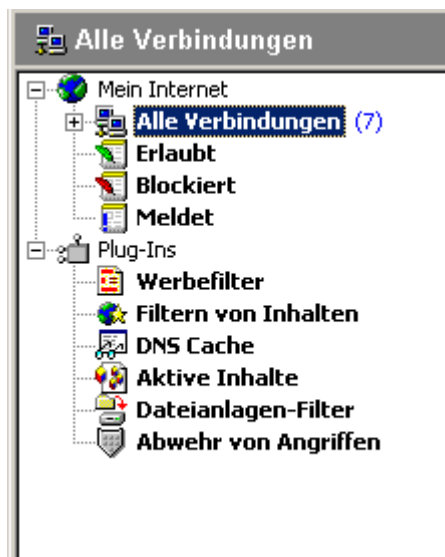 Alle Verbindungen
Mein Internet
Alle Verbindungen (7)
Erlaubt
Blockiert
Meldet
Plug-Ins
Werbefilter
Filtern von Inhalten
DNS Cache
Aktive Inhalte
Dateianlagen-Filter
Abwehr von Angriffen